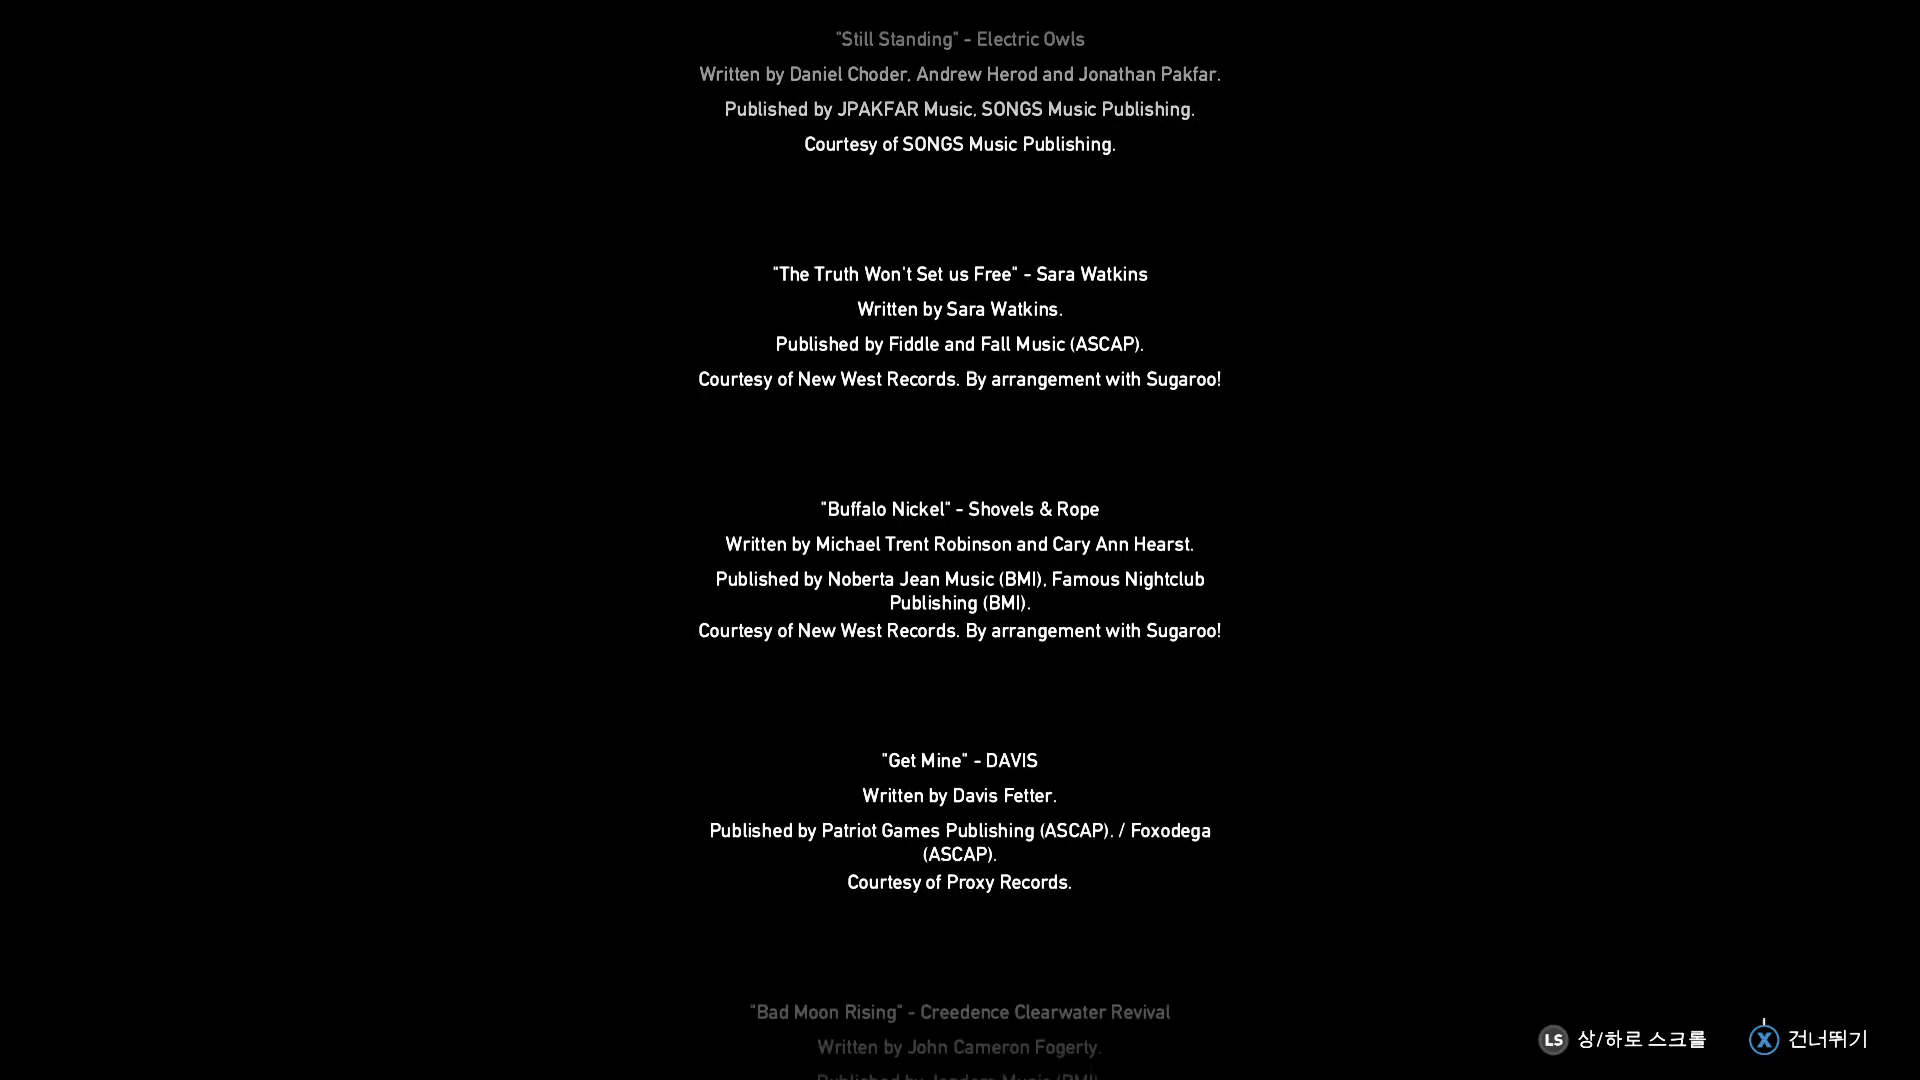 "Still Standing" - Electric Owls
Written by Daniel Choder, Andrew Herod and Jonathan Pakfar.
Published by JPAKFAR Music, SONGS Music Publishing.
Courtesy of SONGS Music Publishing.
"The Truth Won't Set us Free" - Sara Watkins
Written by Sara Watkins.
Published by Fiddle and Fall Music (ASCAP).
Courtesy of New West Records. By arrangement with Sugaroo!
"Buffalo Nickel" - Shovels & Rope
Written by Michael Trent Robinson and Cary Ann Hearst.
Published by Noberta Jean Music (BMI), Famous Nightclub
Publishing (BMI).
Courtesy of New West Records. By arrangement with Sugaroo!
"Get Mine" - DAVIS
Written by Davis Fetter.
Published by Patriot Games Publishing (ASCAP). / Foxodega
(ASCAP).
Courtesy of Proxy Records.
"Bad Moon Rising" - Creedence Clearwater Revival
Written by John Cameron Fogerty.
Published by Jondora Music (BMI)
LS 상/하로 스크롤
X 건너뛰기